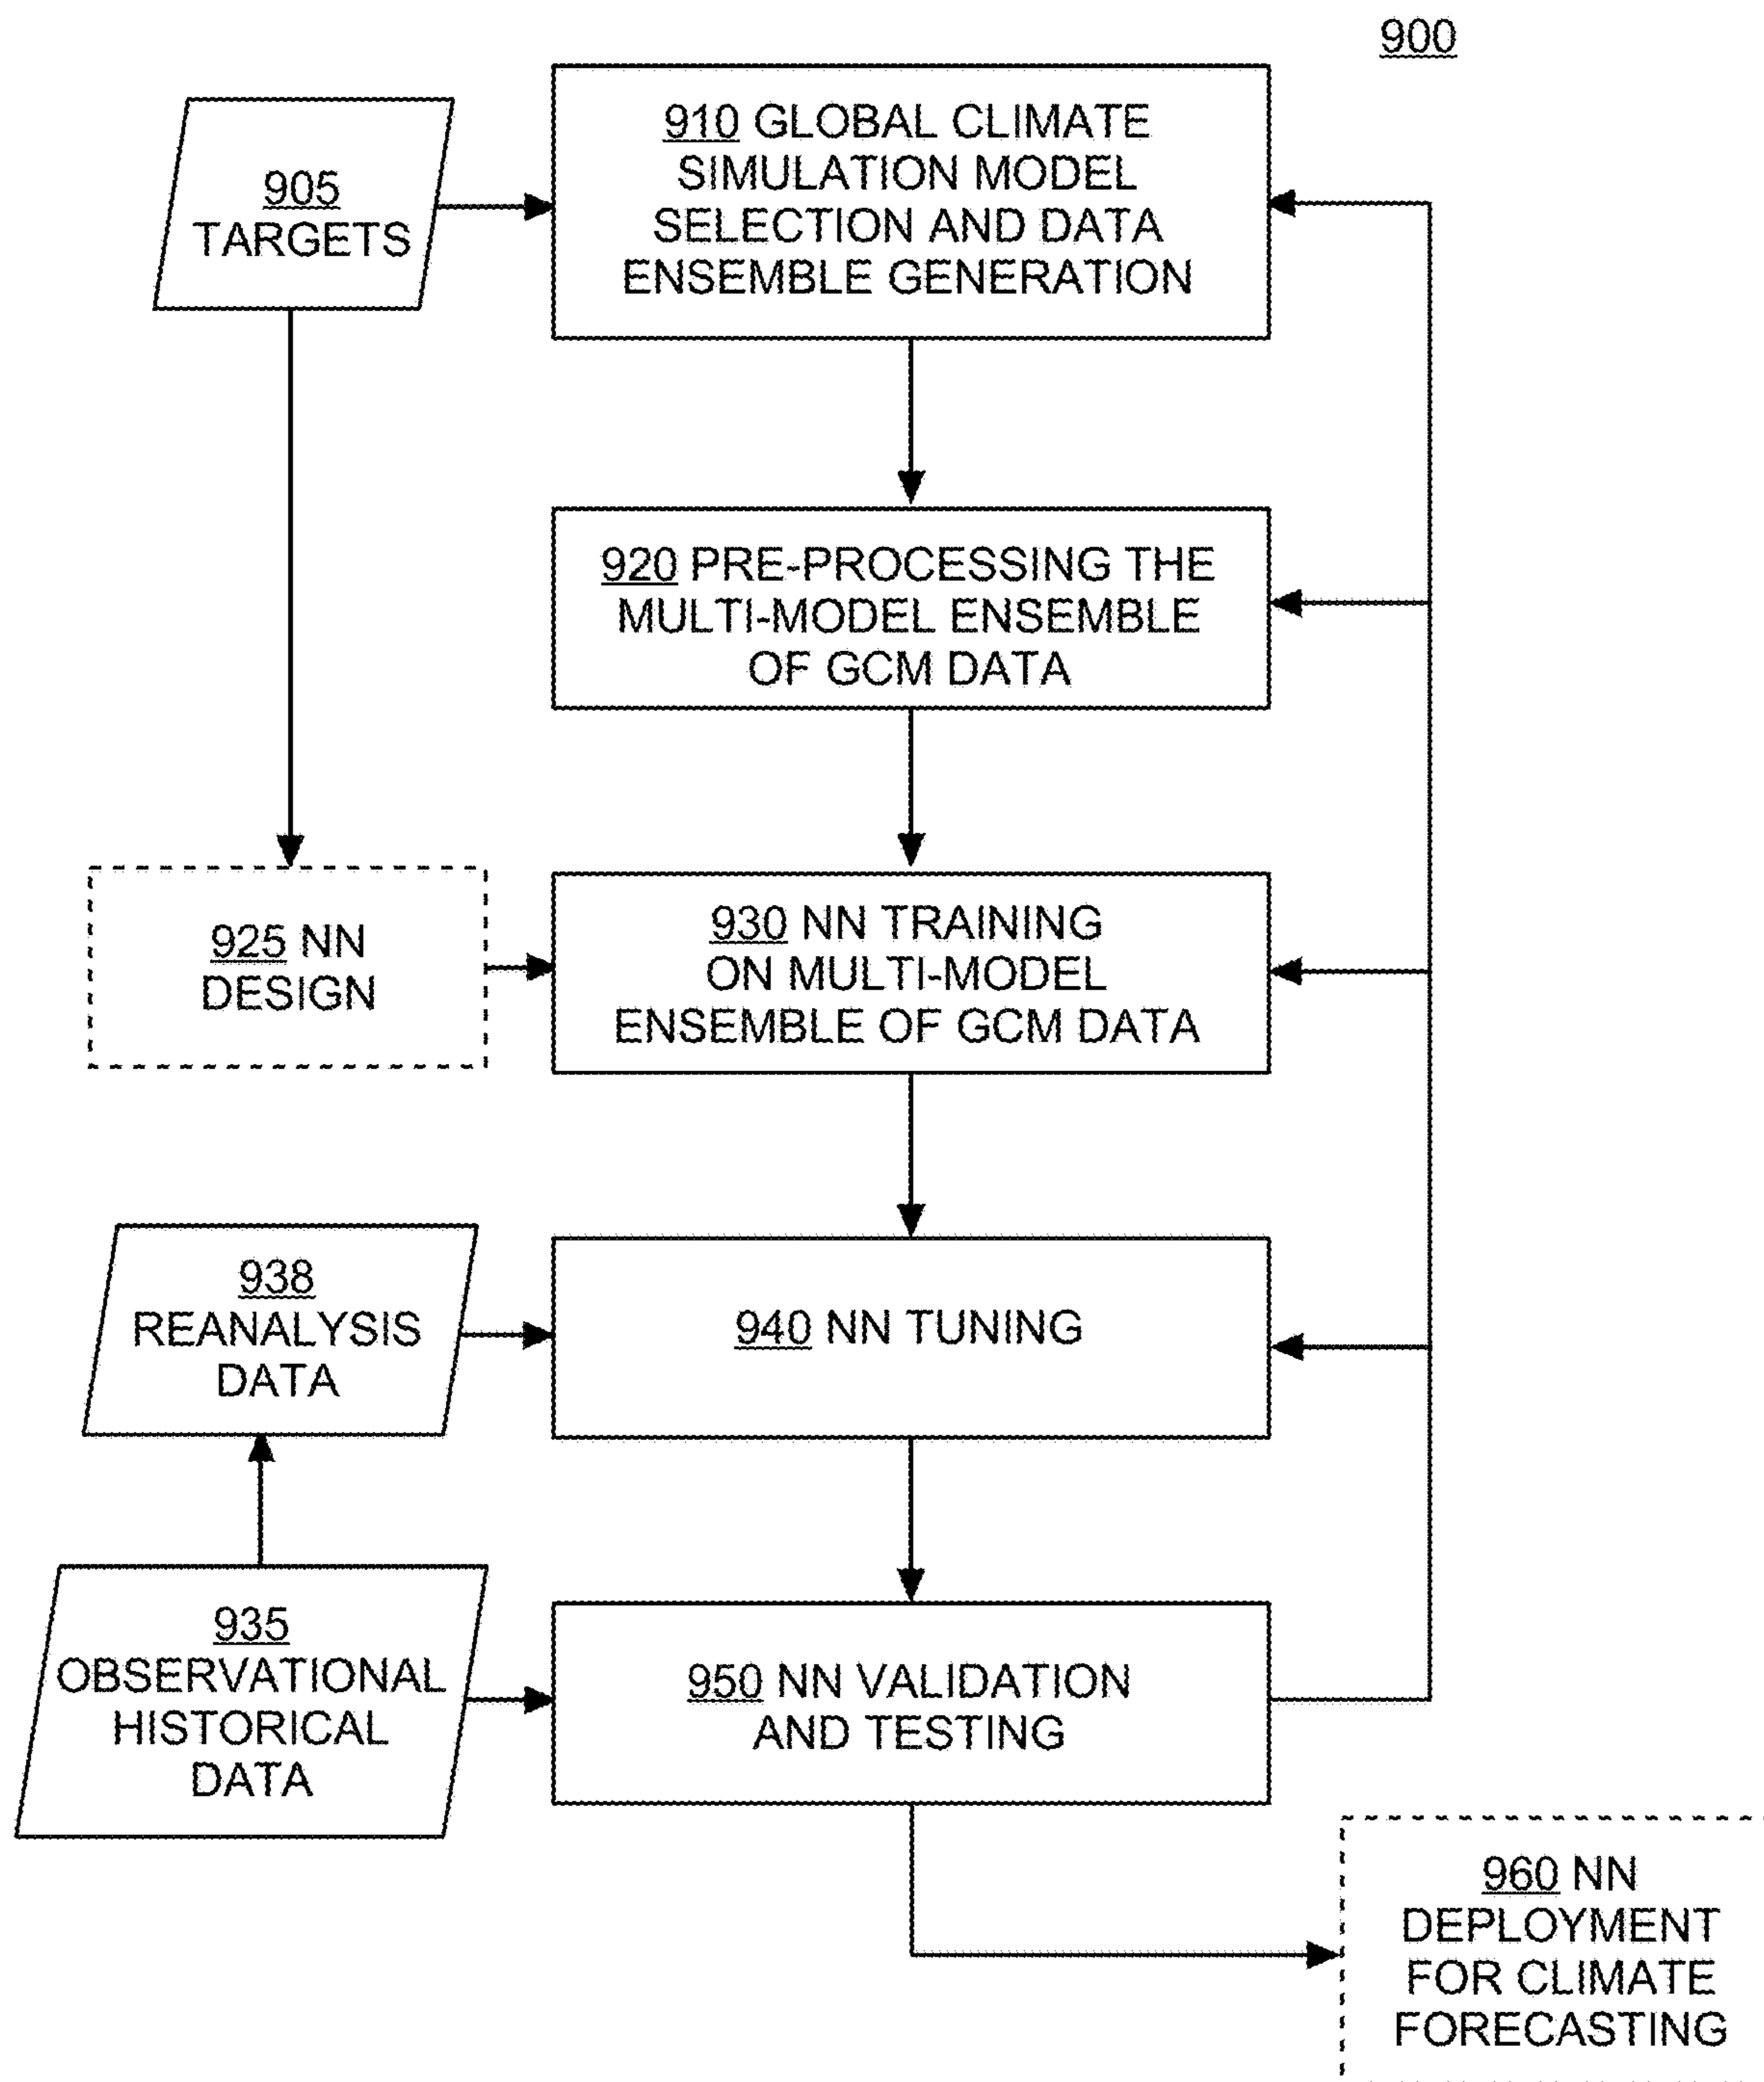 900
910 GLOBAL CLIMATE
SIMULATION MODEL
SELECTION AND DATA
ENSEMBLE GENERATION
905
TARGETS
920 PRE-PROCESSING THE
MULTI-MODEL ENSEMBLE
OF GCM DATA
925 NN
DESIGN
930 NN TRAINING
ON MULTI-MODEL
ENSEMBLE OF GCM DATA
938
REANALYSIS
DATA
940 NN TUNING
935
OBSERVATIONAL
HISTORICAL
DATA
950 NN VALIDATION
AND TESTING
960 NN
DEPLOYMENT
FOR CLIMATE
FORECASTING